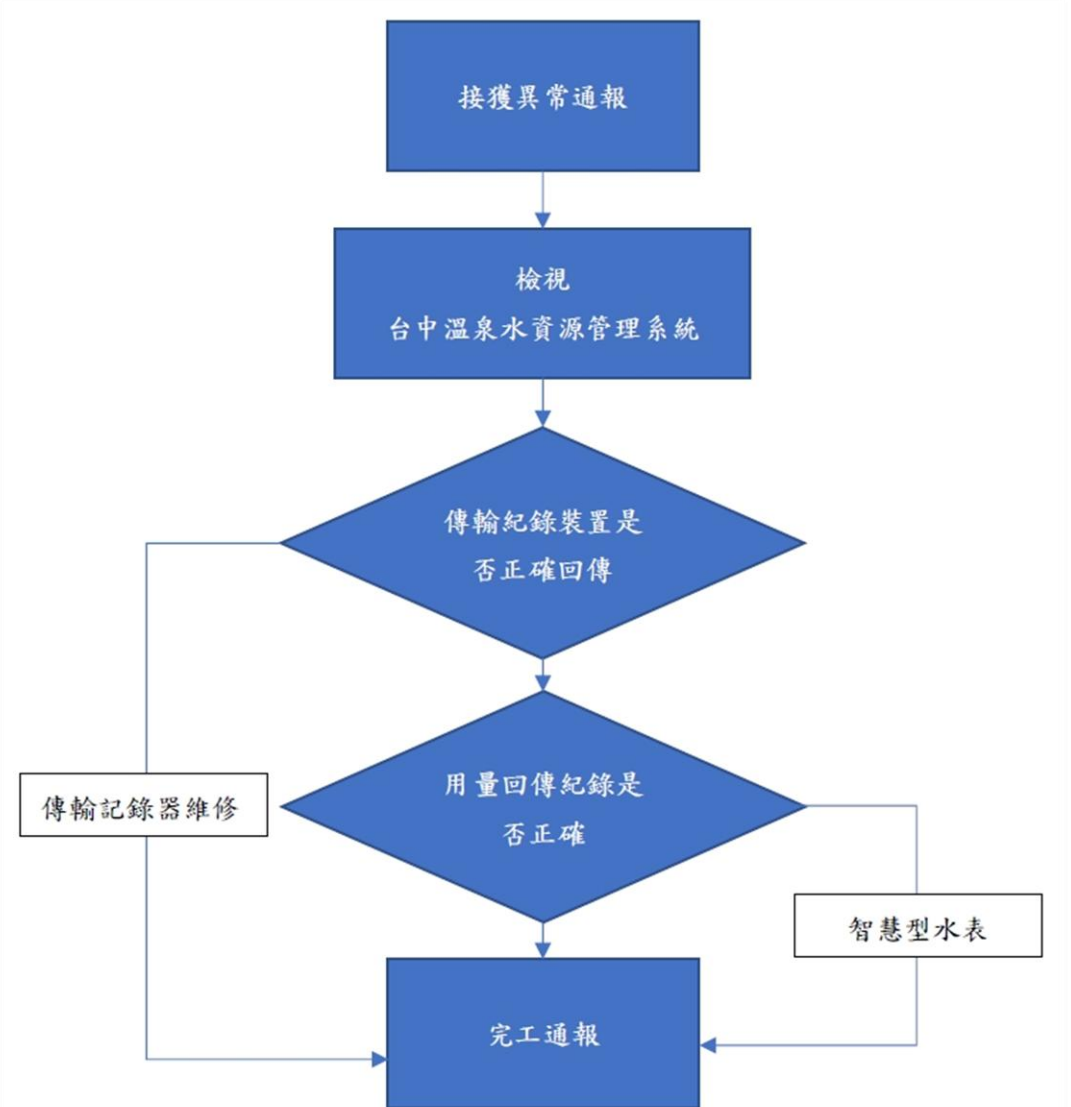 接獲異常通報
檢視
台中溫泉水資源管理系統
傳輸紀錄裝置是
否正確回傳
傳輸記錄器維修
用量回傳紀錄是
否正確
智慧型水表
完工通報